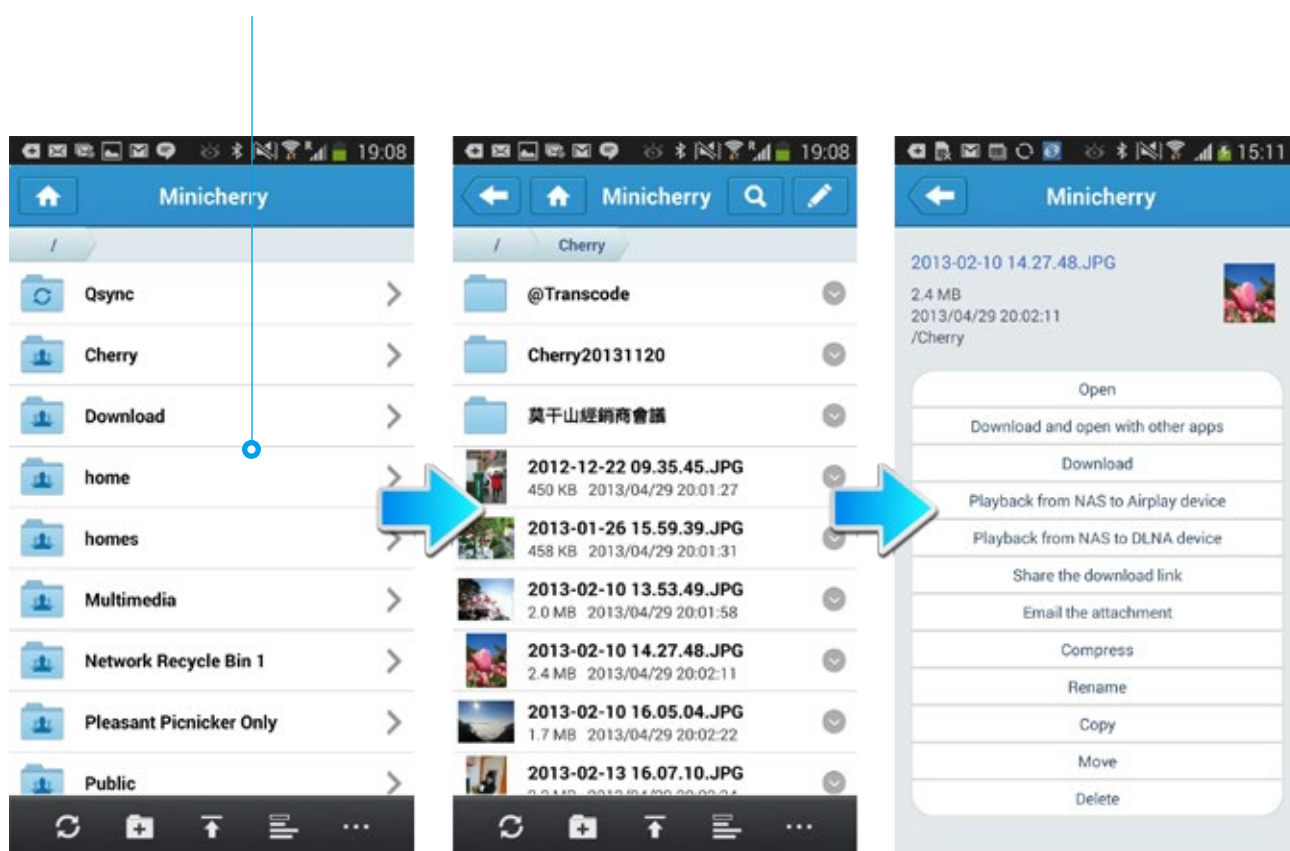 19:08
Minicherry
/
Qsync
Cherry
Download
home
homes
Multimedia
Network Recycle Bin 1
Pleasant Picnicker Only
Public
19:08
Minicherry
/ Cherry
@Transcode
Cherry20131120
莫干山經銷商會議
2012-12-22 09.35.45.JPG
450 KB 2013/04/29 20:01:27
2013-01-26 15.59.39.JPG
458 KB 2013/04/29 20:01:31
2013-02-10 13.53.49.JPG
2.0 MB 2013/04/29 20:01:58
2013-02-10 14.27.48.JPG
2.4 MB 2013/04/29 20:02:11
2013-02-10 16.05.04.JPG
1.7 MB 2013/04/29 20:02:22
2013-02-13 16.07.10.JPG
15:11
Minicherry
2013-02-10 14.27.48.JPG
2.4 MB
2013/04/29 20:02:11
/Cherry
Open
Download and open with other apps
Download
Playback from NAS to Airplay device
Playback from NAS to DLNA device
Share the download link
Email the attachment
Compress
Rename
Copy
Move
Delete